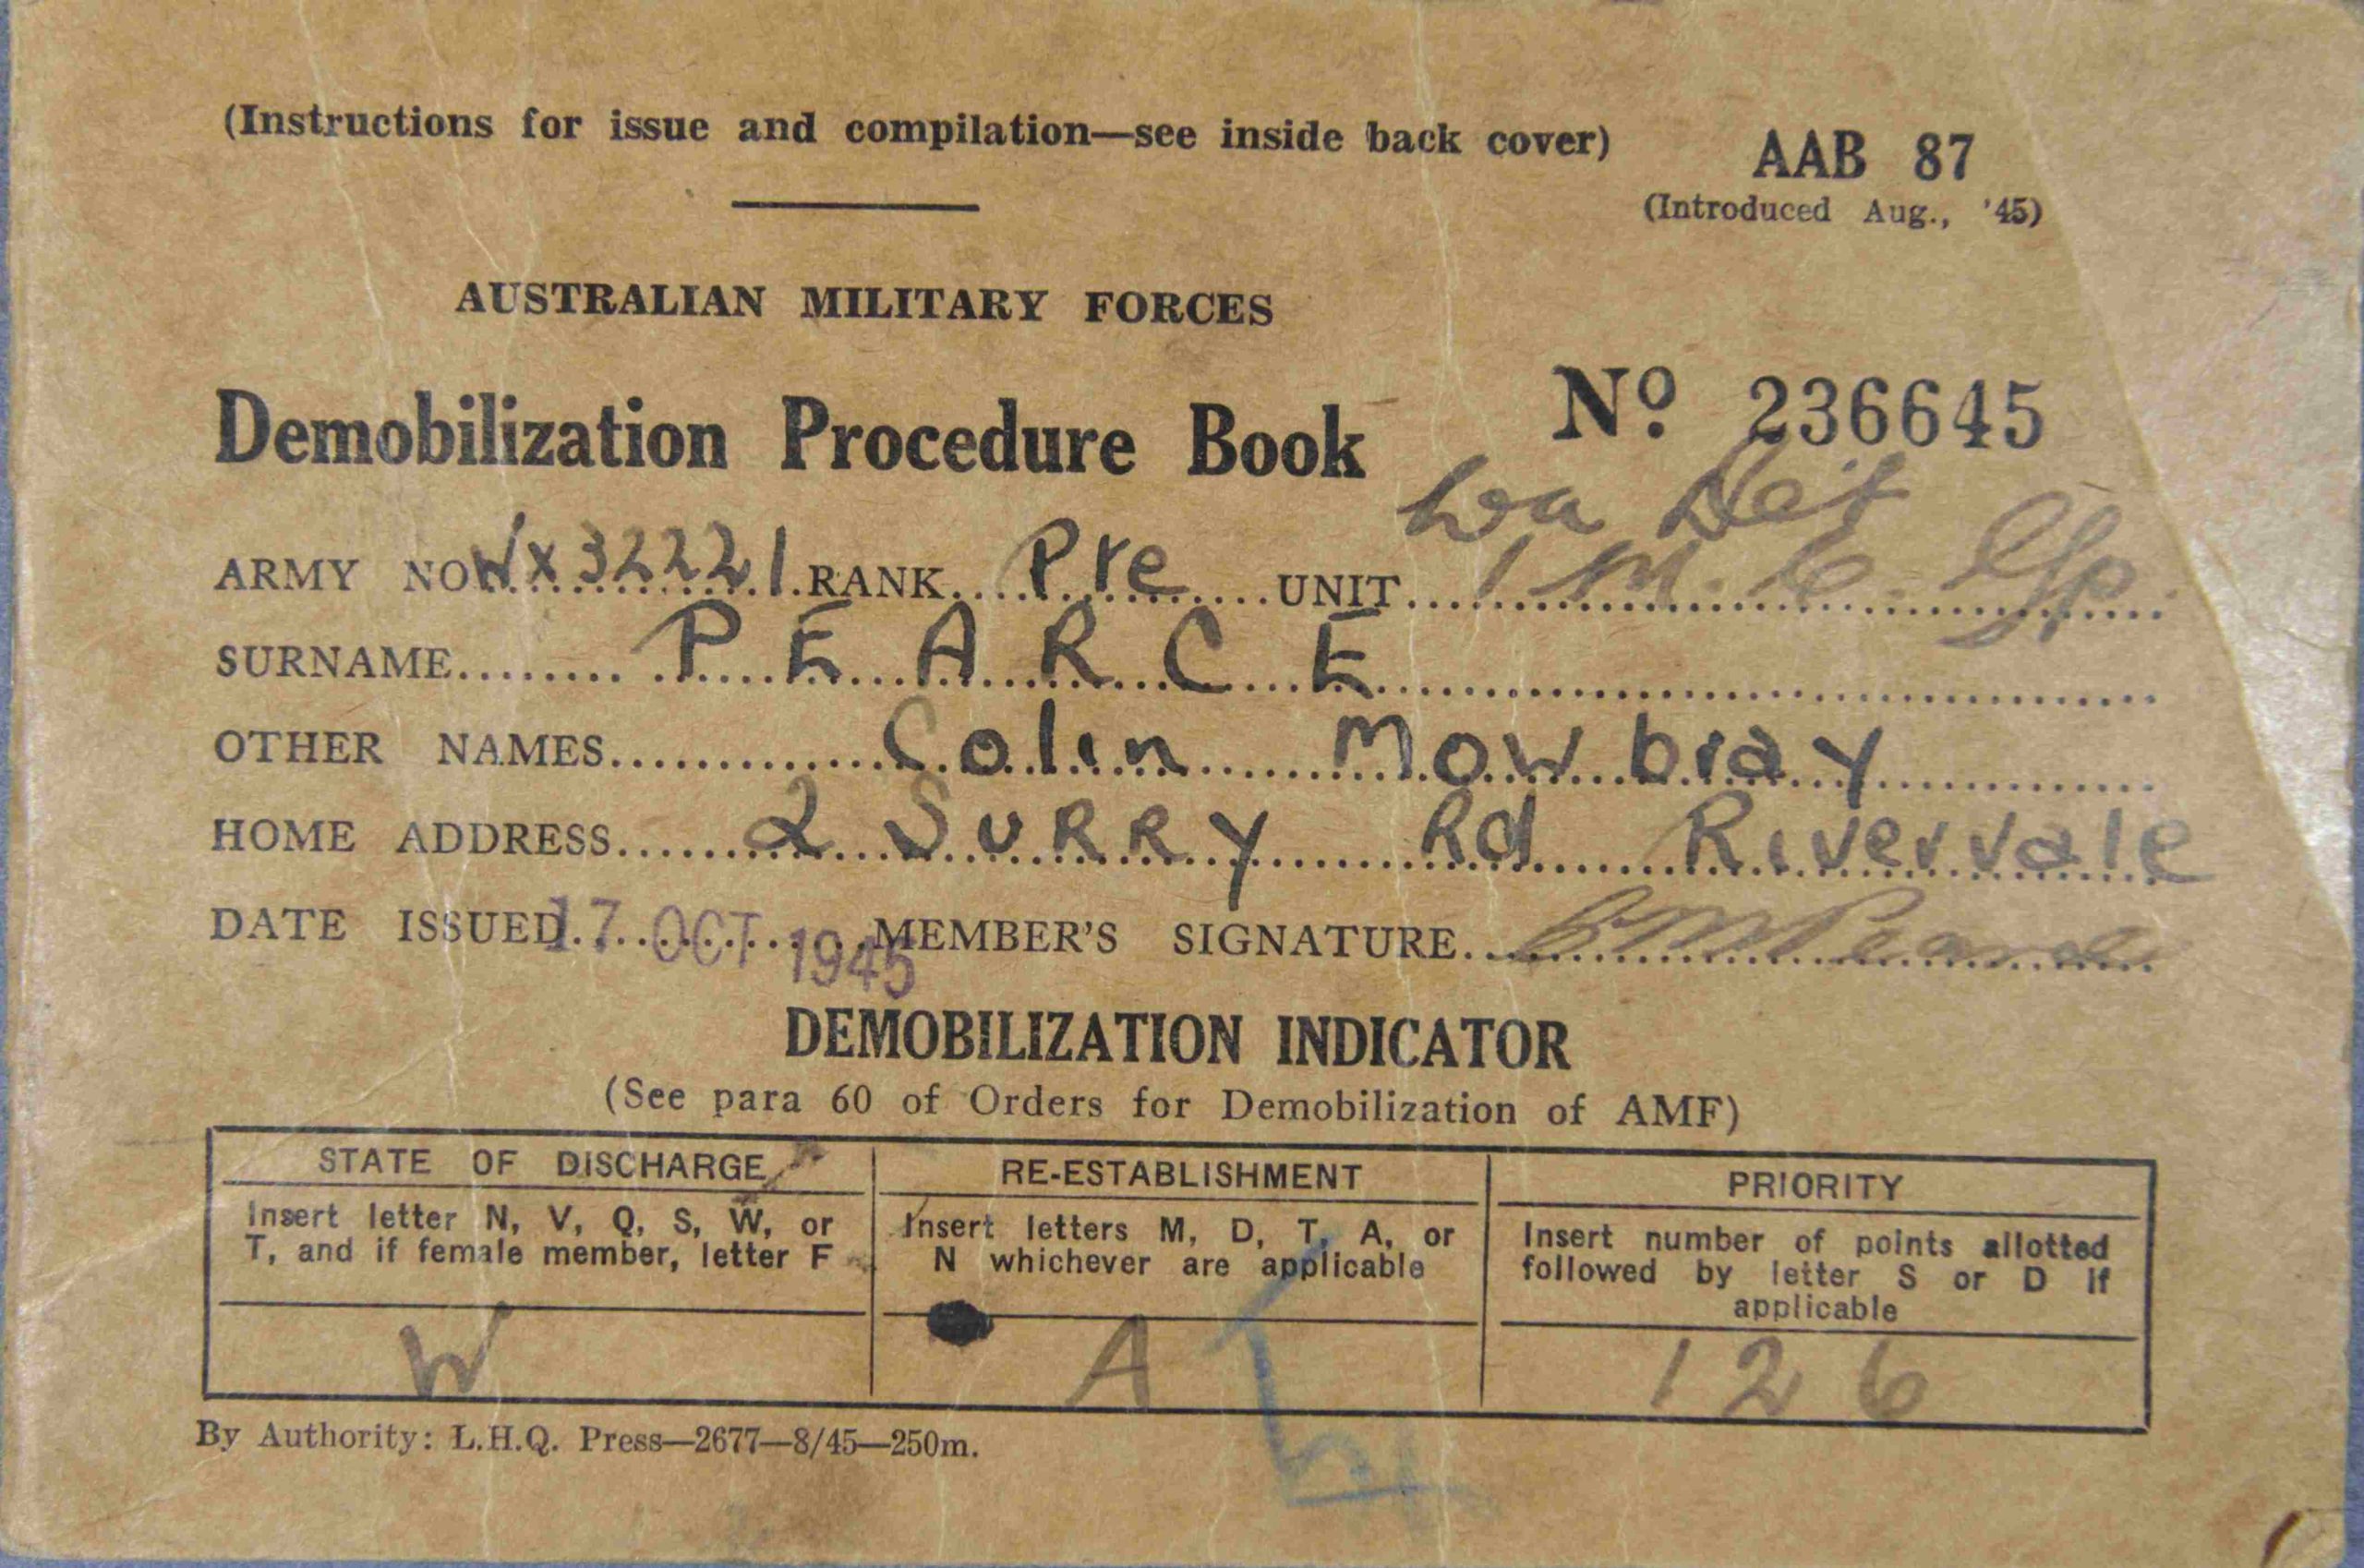 (Instructions for issue and compilation—see inside back cover)
AAB 87
(Introduced Aug., '45)
AUSTRALIAN MILITARY FORCES
Demobilization Procedure Book
Nº 236645
Wa Det
ARMY NO WX32221 RANK Pte UNIT 1 M. C. Gp.
SURNAME PEARCE
OTHER NAMES Colin Mowbray
HOME ADDRESS 2 SURRY Rd Rivervale
DATE ISSUED 17 OCT 1945 MEMBER'S SIGNATURE C M Pearce
DEMOBILIZATION INDICATOR
(See para 60 of Orders for Demobilization of AMF)
STATE OF DISCHARGE
Insert letter N, V, Q, S, W, or
T, and if female member, letter F
W
RE-ESTABLISHMENT
Insert letters M, D, T, A, or
N whichever are applicable
A
PRIORITY
Insert number of points allotted
followed by letter S or D if
applicable
126
By Authority: L.H.Q. Press—2677—8/45—250m.